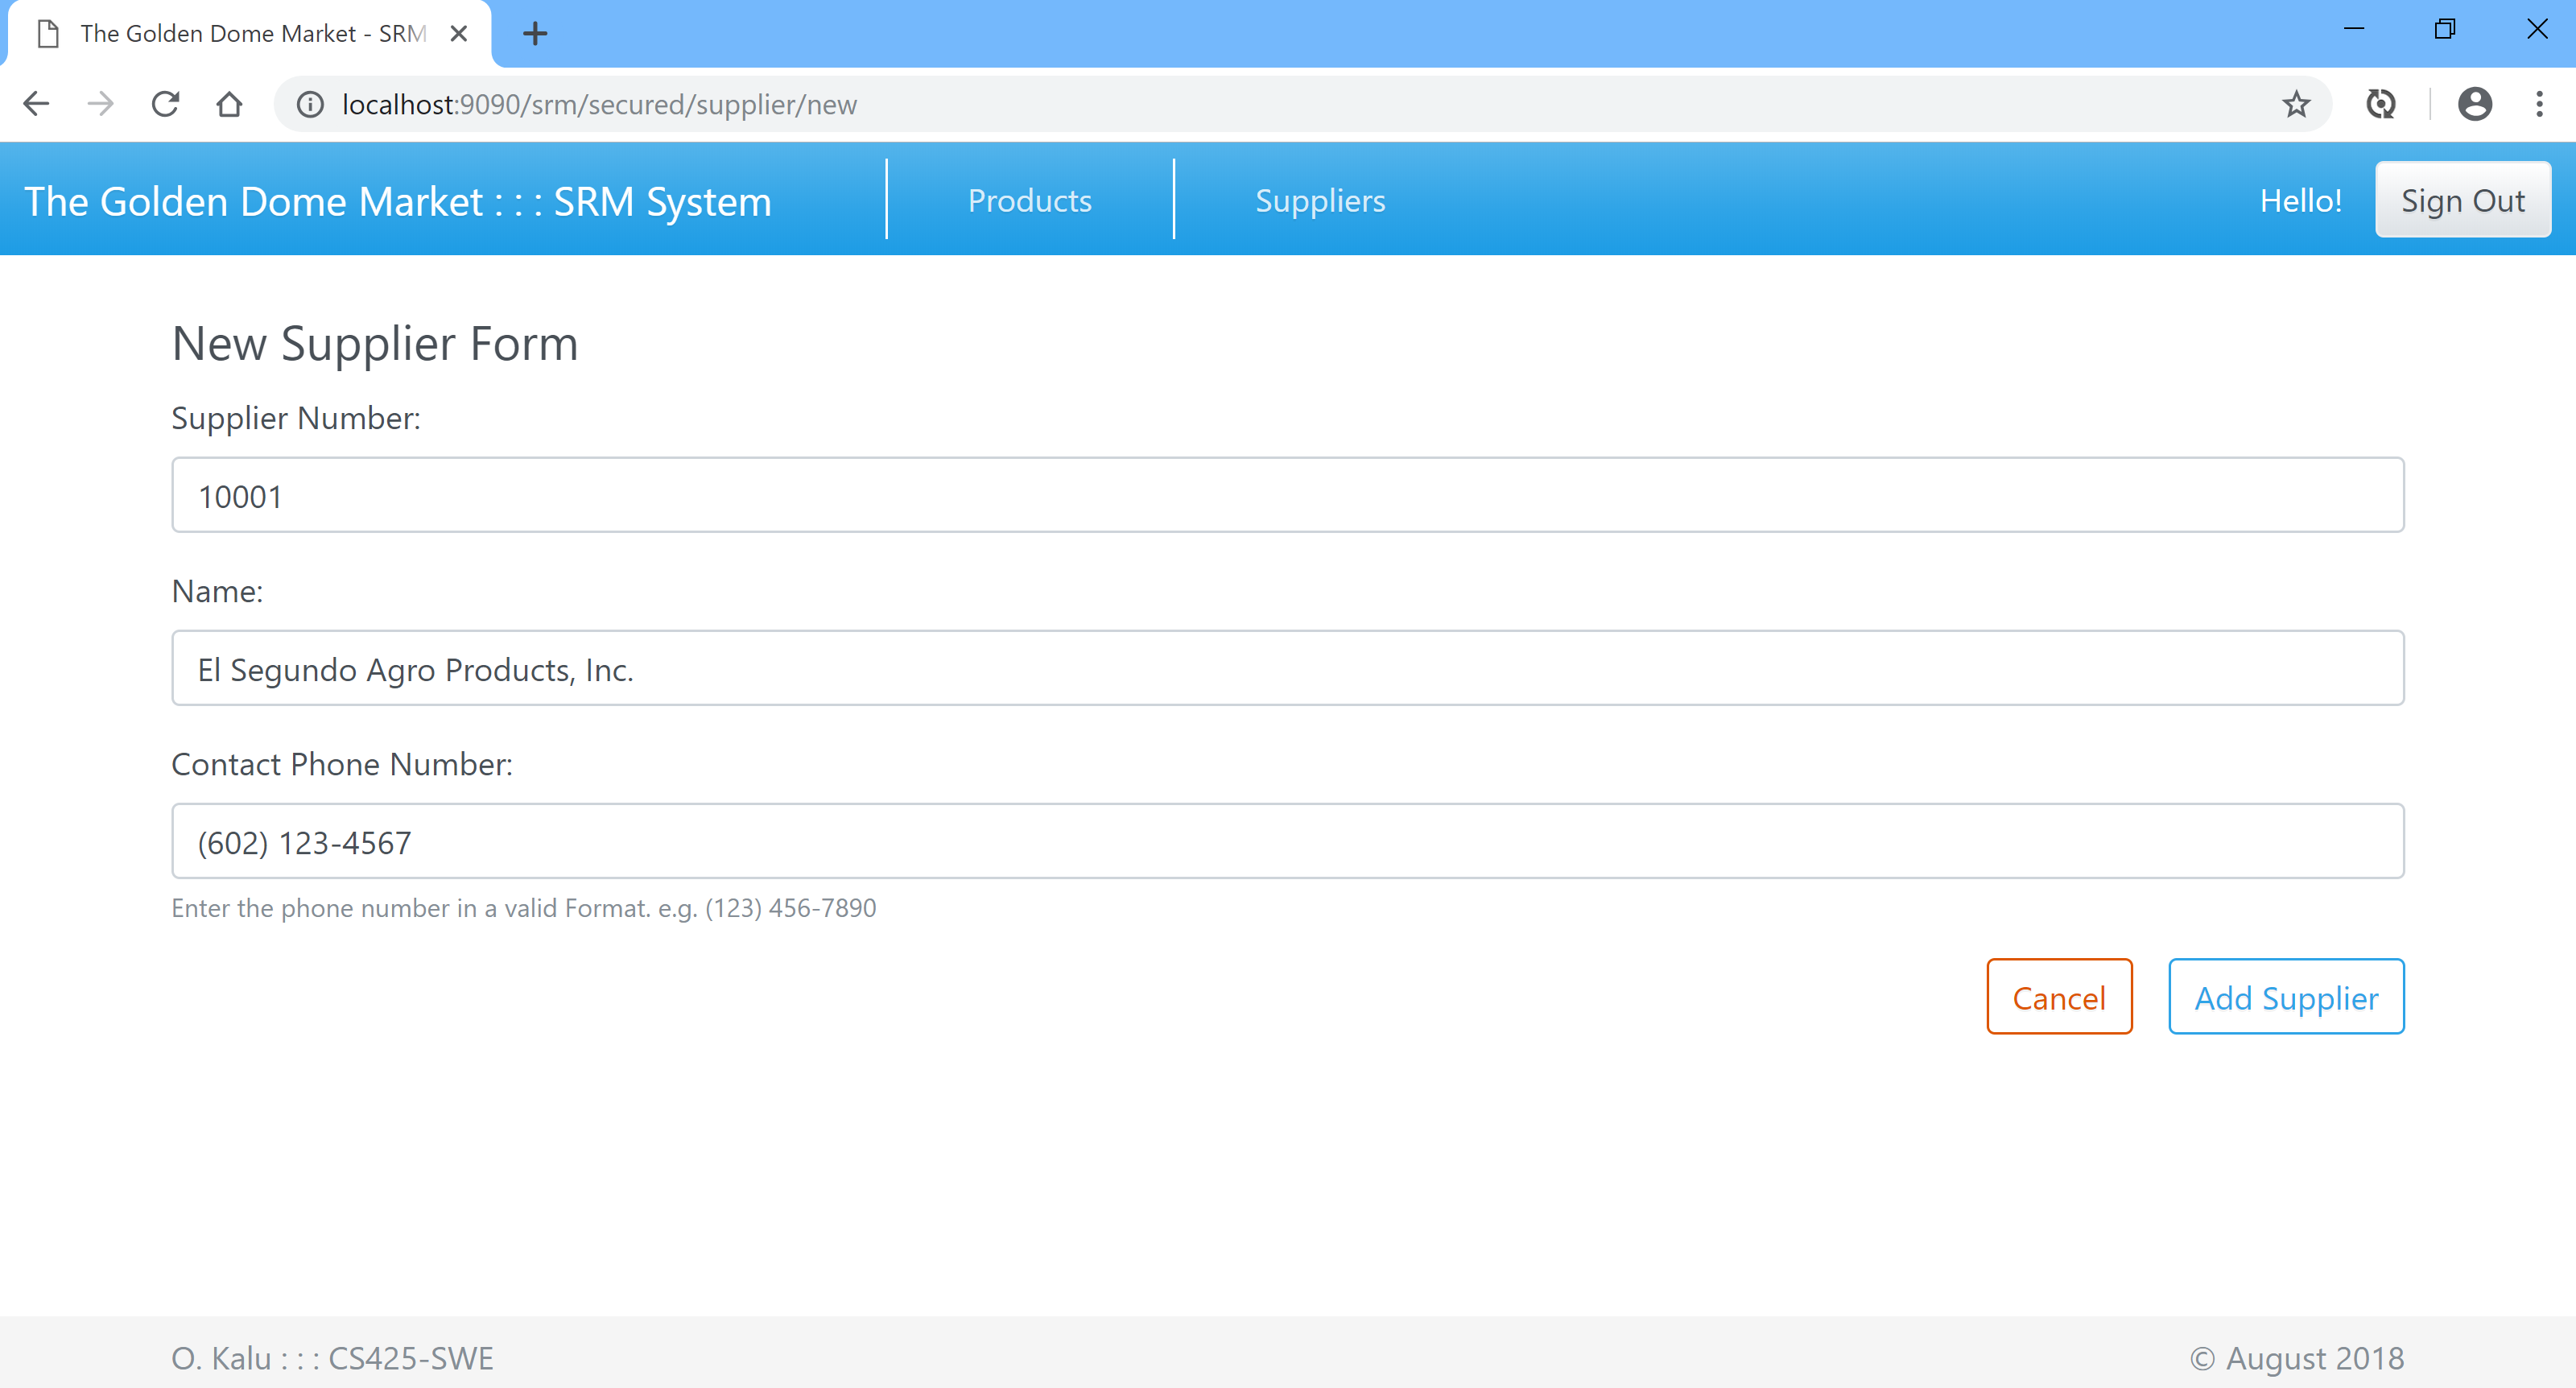 The Golden Dome Market - SRM
localhost:9090/srm/secured/supplier/new
The Golden Dome Market : : : SRM System Products Suppliers Hello! Sign Out
New Supplier Form
Supplier Number:
10001
Name:
El Segundo Agro Products, Inc.
Contact Phone Number:
(602) 123-4567
Enter the phone number in a valid Format. e.g. (123) 456-7890
Cancel Add Supplier
O. Kalu : : : CS425-SWE © August 2018